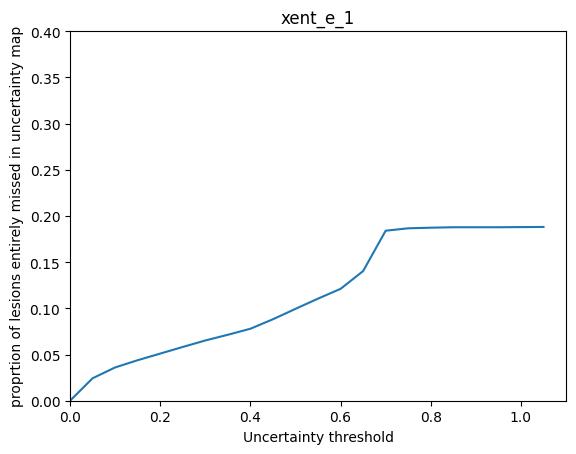 xent_e_1
proprtion of lesions entirely missed in uncertainty map
0.40
0.35
0.30
0.25
0.20
0.15
0.10
0.05
0.00
0.0 0.2 0.4 0.6 0.8 1.0
Uncertainty threshold